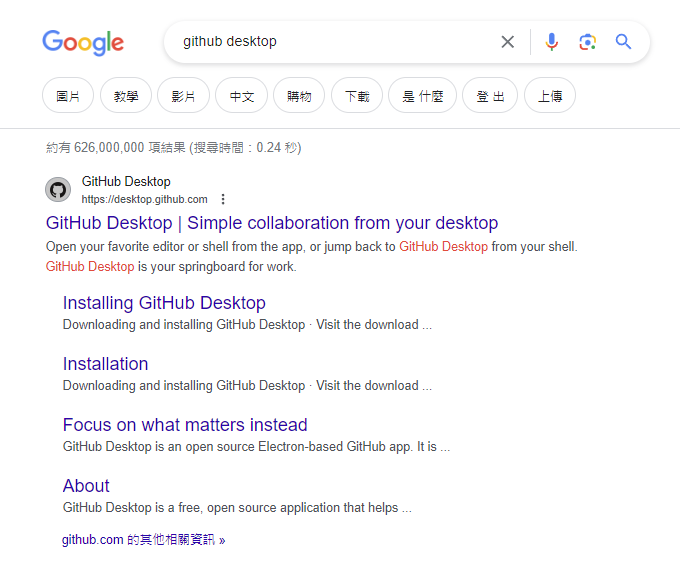 Google
github desktop
圖片 教學 影片 中文 購物 下載 是 什麼 登 出 上傳
約有 626,000,000 項結果 (搜尋時間：0.24 秒)
GitHub Desktop
https://desktop.github.com
GitHub Desktop | Simple collaboration from your desktop
Open your favorite editor or shell from the app, or jump back to GitHub Desktop from your shell.
GitHub Desktop is your springboard for work.
Installing GitHub Desktop
Downloading and installing GitHub Desktop · Visit the download ...
Installation
Downloading and installing GitHub Desktop · Visit the download ...
Focus on what matters instead
GitHub Desktop is an open source Electron-based GitHub app. It is ...
About
GitHub Desktop is a free, open source application that helps ...
github.com 的其他相關資訊 »